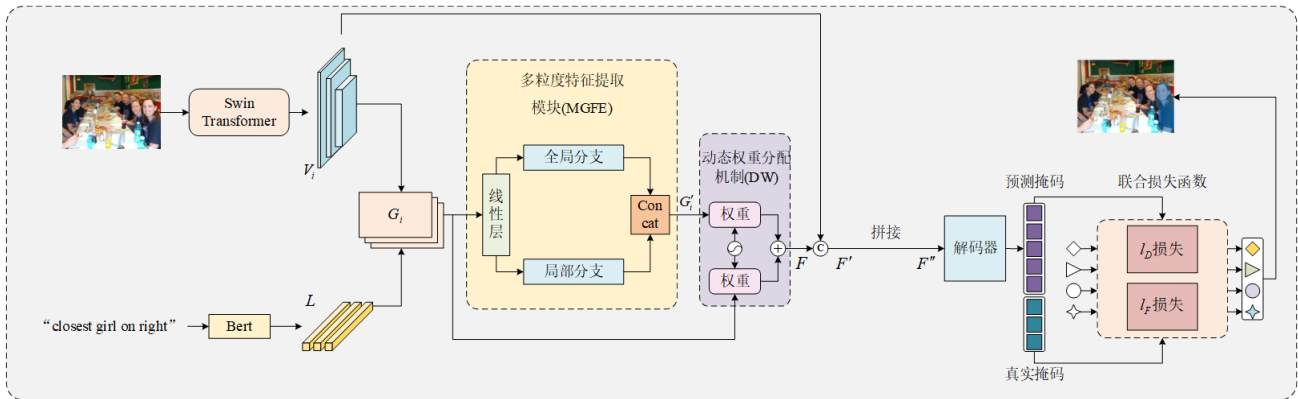 Swin
Transformer
V_i
G_i
L
“closest girl on right”
Bert
多粒度特征提取
模块(MGFE)
线性层
全局分支
局部分支
Con
cat
G_i'
动态权重分配
机制(DW)
权重
权重
F
C
F'
拼接
F''
解码器
预测掩码
真实掩码
联合损失函数
l_D损失
l_F损失